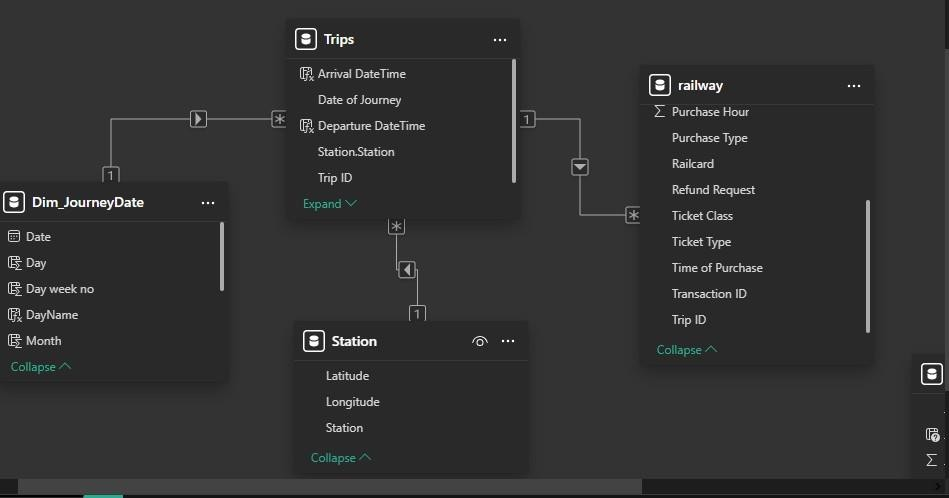 Trips
Arrival DateTime
Date of Journey
Departure DateTime
Station.Station
Trip ID
Expand
railway
Purchase Hour
Purchase Type
Railcard
Refund Request
Ticket Class
Ticket Type
Time of Purchase
Transaction ID
Trip ID
Collapse
Dim_JourneyDate
Date
Day
Day week no
DayName
Month
Collapse
Station
Latitude
Longitude
Station
Collapse
1
*
1
*
*
1